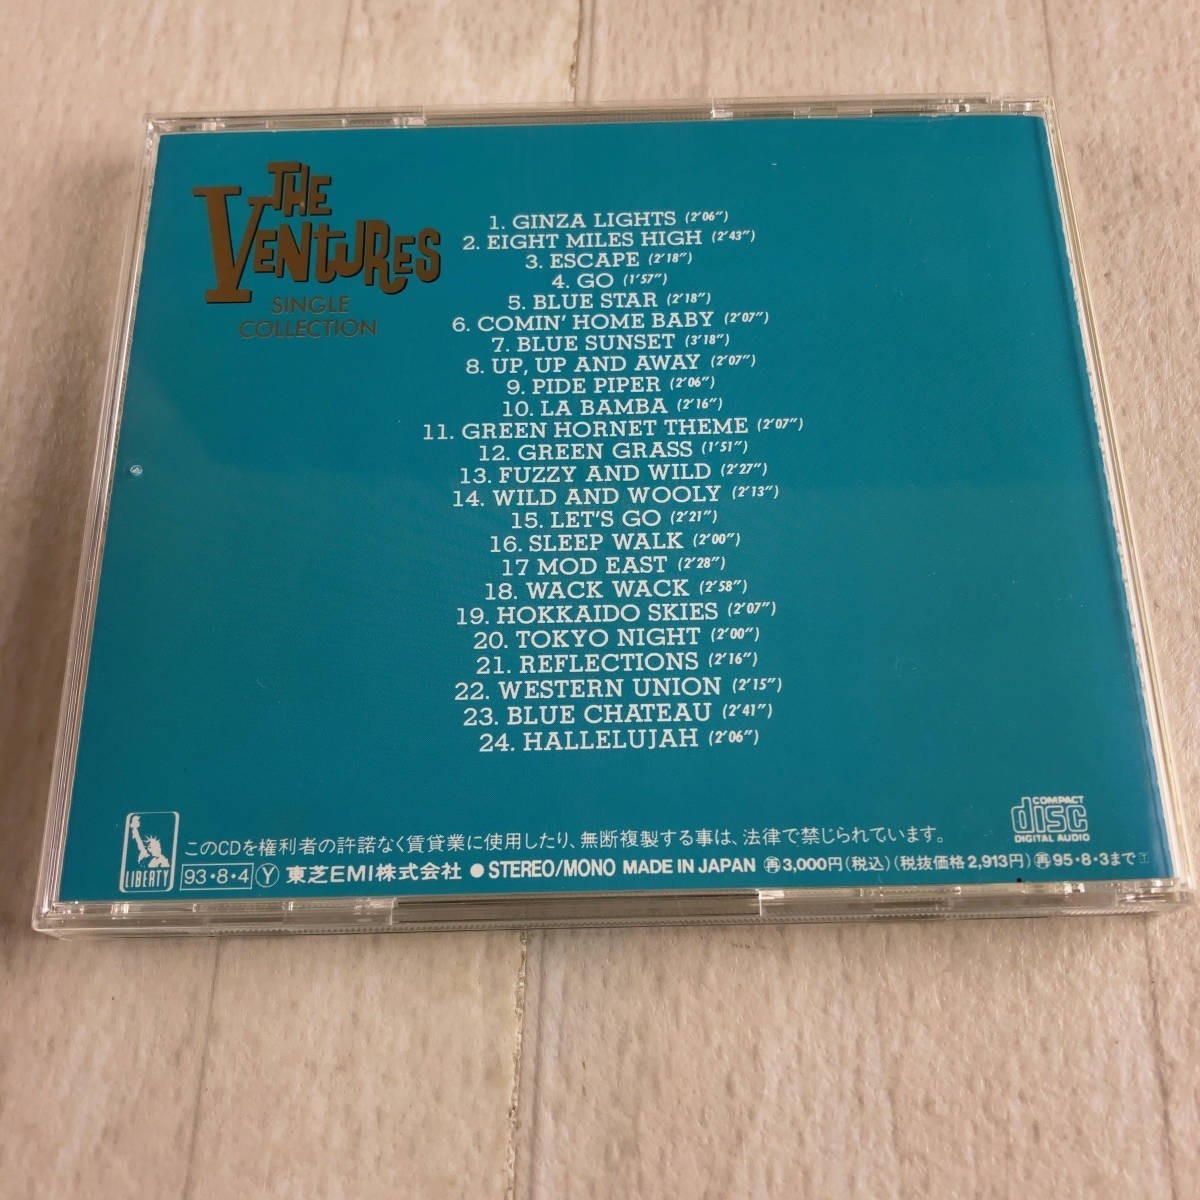 THE
VENTURES
SINGLE
COLLECTION
1. GINZA LIGHTS (2'06")
2. EIGHT MILES HIGH (2'43")
3. ESCAPE (2'18")
4. GO (1'57")
5. BLUE STAR (2'18")
6. COMIN' HOME BABY (2'07")
7. BLUE SUNSET (3'18")
8. UP, UP AND AWAY (2'07")
9. PIDE PIPER (2'06")
10. LA BAMBA (2'16")
11. GREEN HORNET THEME (2'07")
12. GREEN GRASS (1'51")
13. FUZZY AND WILD (2'27")
14. WILD AND WOOLY (2'13")
15. LET'S GO (2'21")
16. SLEEP WALK (2'00")
17 MOD EAST (2'28")
18. WACK WACK (2'58")
19. HOKKAIDO SKIES (2'07")
20. TOKYO NIGHT (2'00")
21. REFLECTIONS (2'16")
22. WESTERN UNION (2'15")
23. BLUE CHATEAU (2'41")
24. HALLELUJAH (2'06")
COMPACT
disc
DIGITAL AUDIO
LIBERTY
このCDを権利者の許諾なく賃貸業に使用したり、無断複製する事は、法律で禁じられています。
93・8・4 Ⓨ 東芝EMI株式会社 ● STEREO/MONO MADE IN JAPAN 再3,000円(税込)(税抜価格2,913円)再95・8・3まで